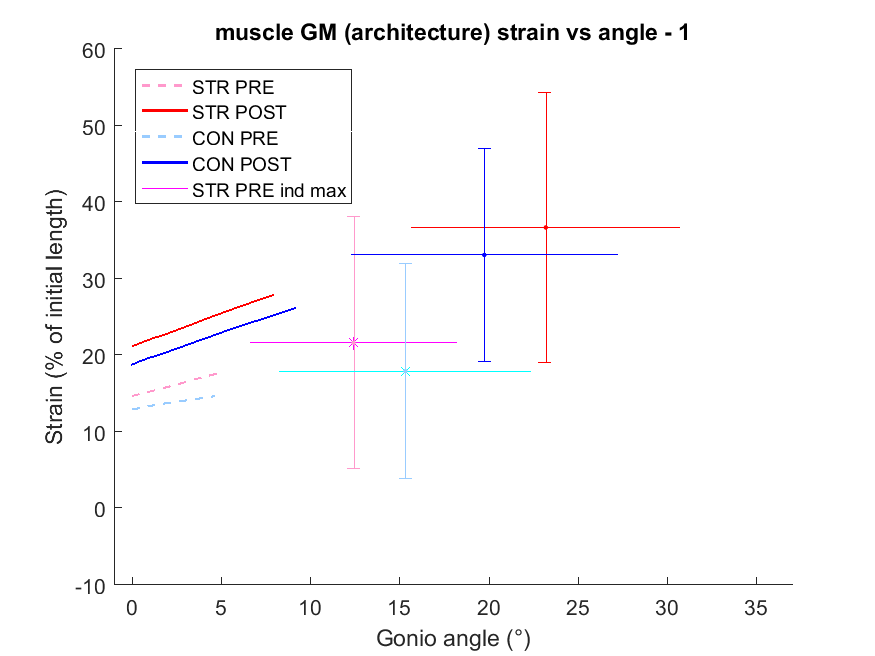 muscle GM (architecture) strain vs angle - 1
60
50
40
30
20
10
0
-10
Strain (% of initial length)
STR PRE
STR POST
CON PRE
CON POST
STR PRE ind max
0 5 10 15 20 25 30 35
Gonio angle (°)